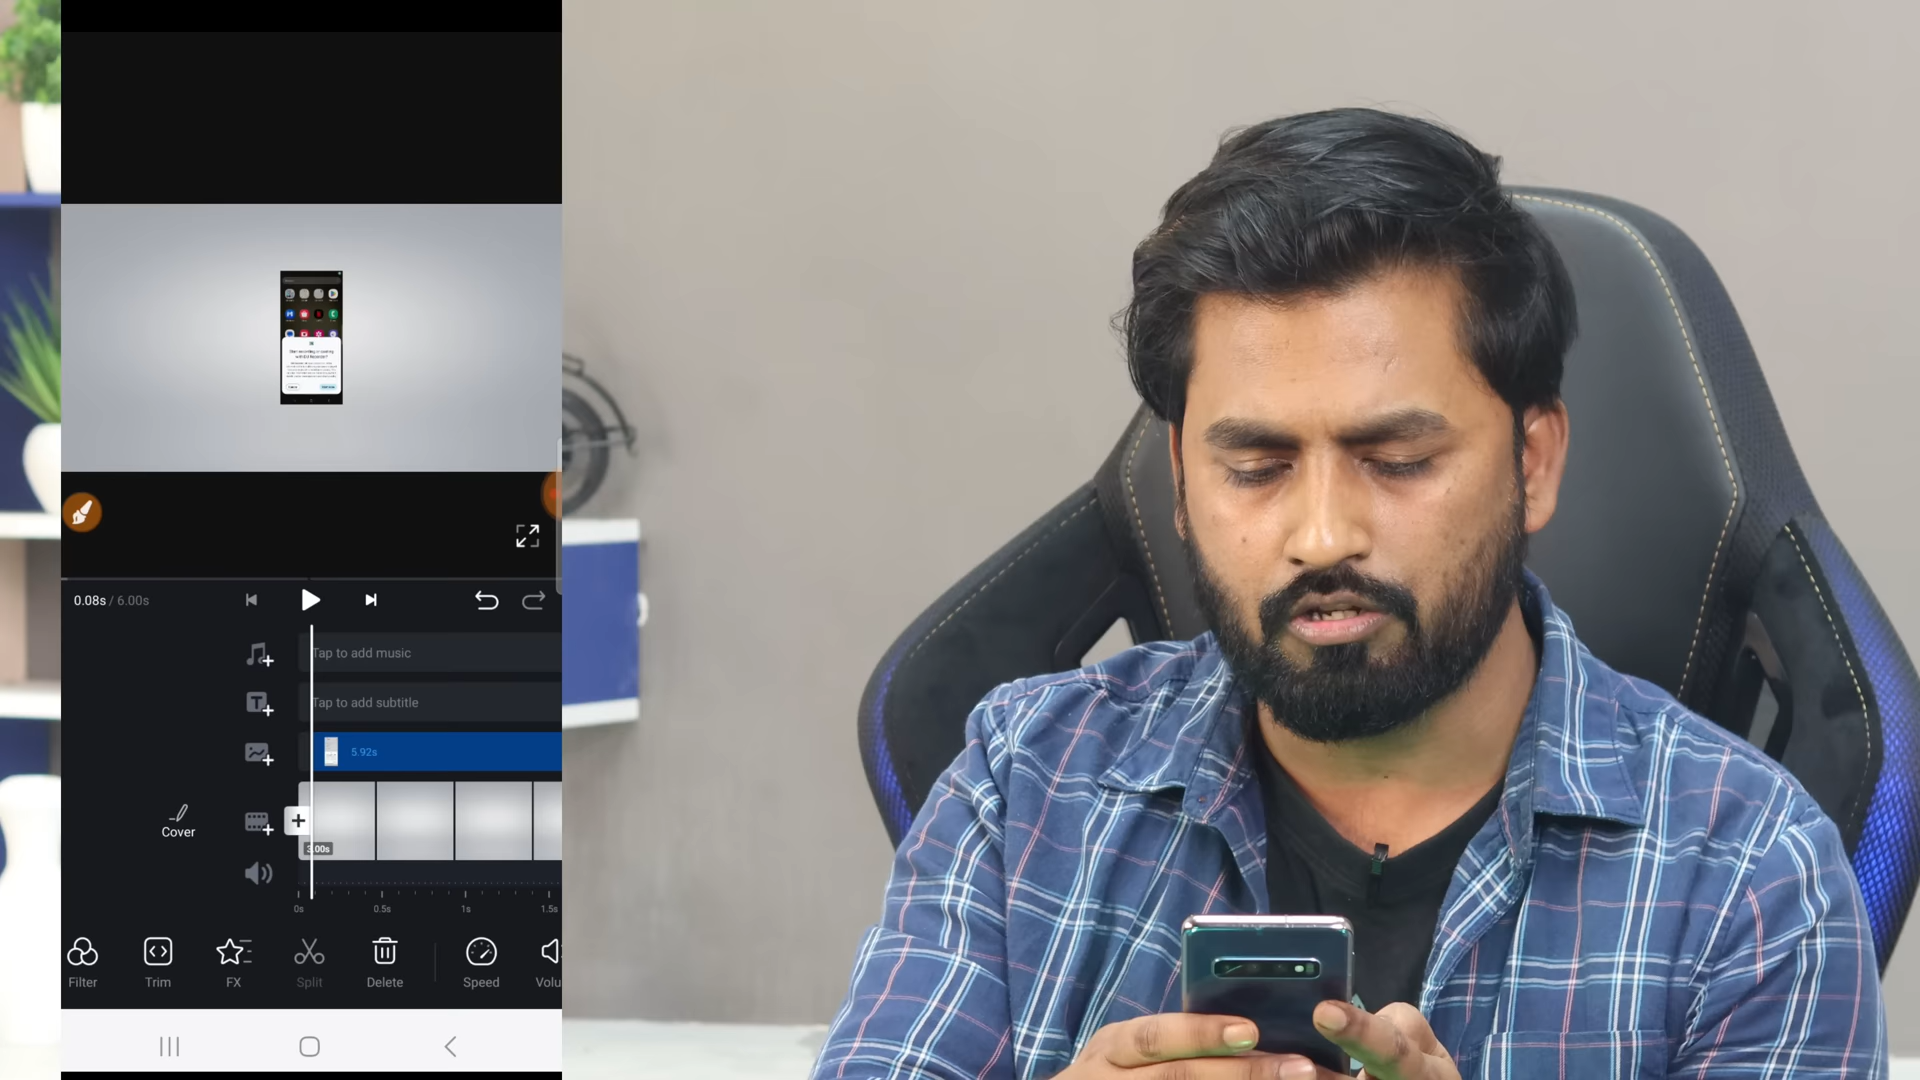 0.08s / 6.00s
Tap to add music
Tap to add subtitle
5.92s
Cover
3.00s
0s 0.5s 1s 1.5s
Filter Trim FX Split Delete Speed Volu